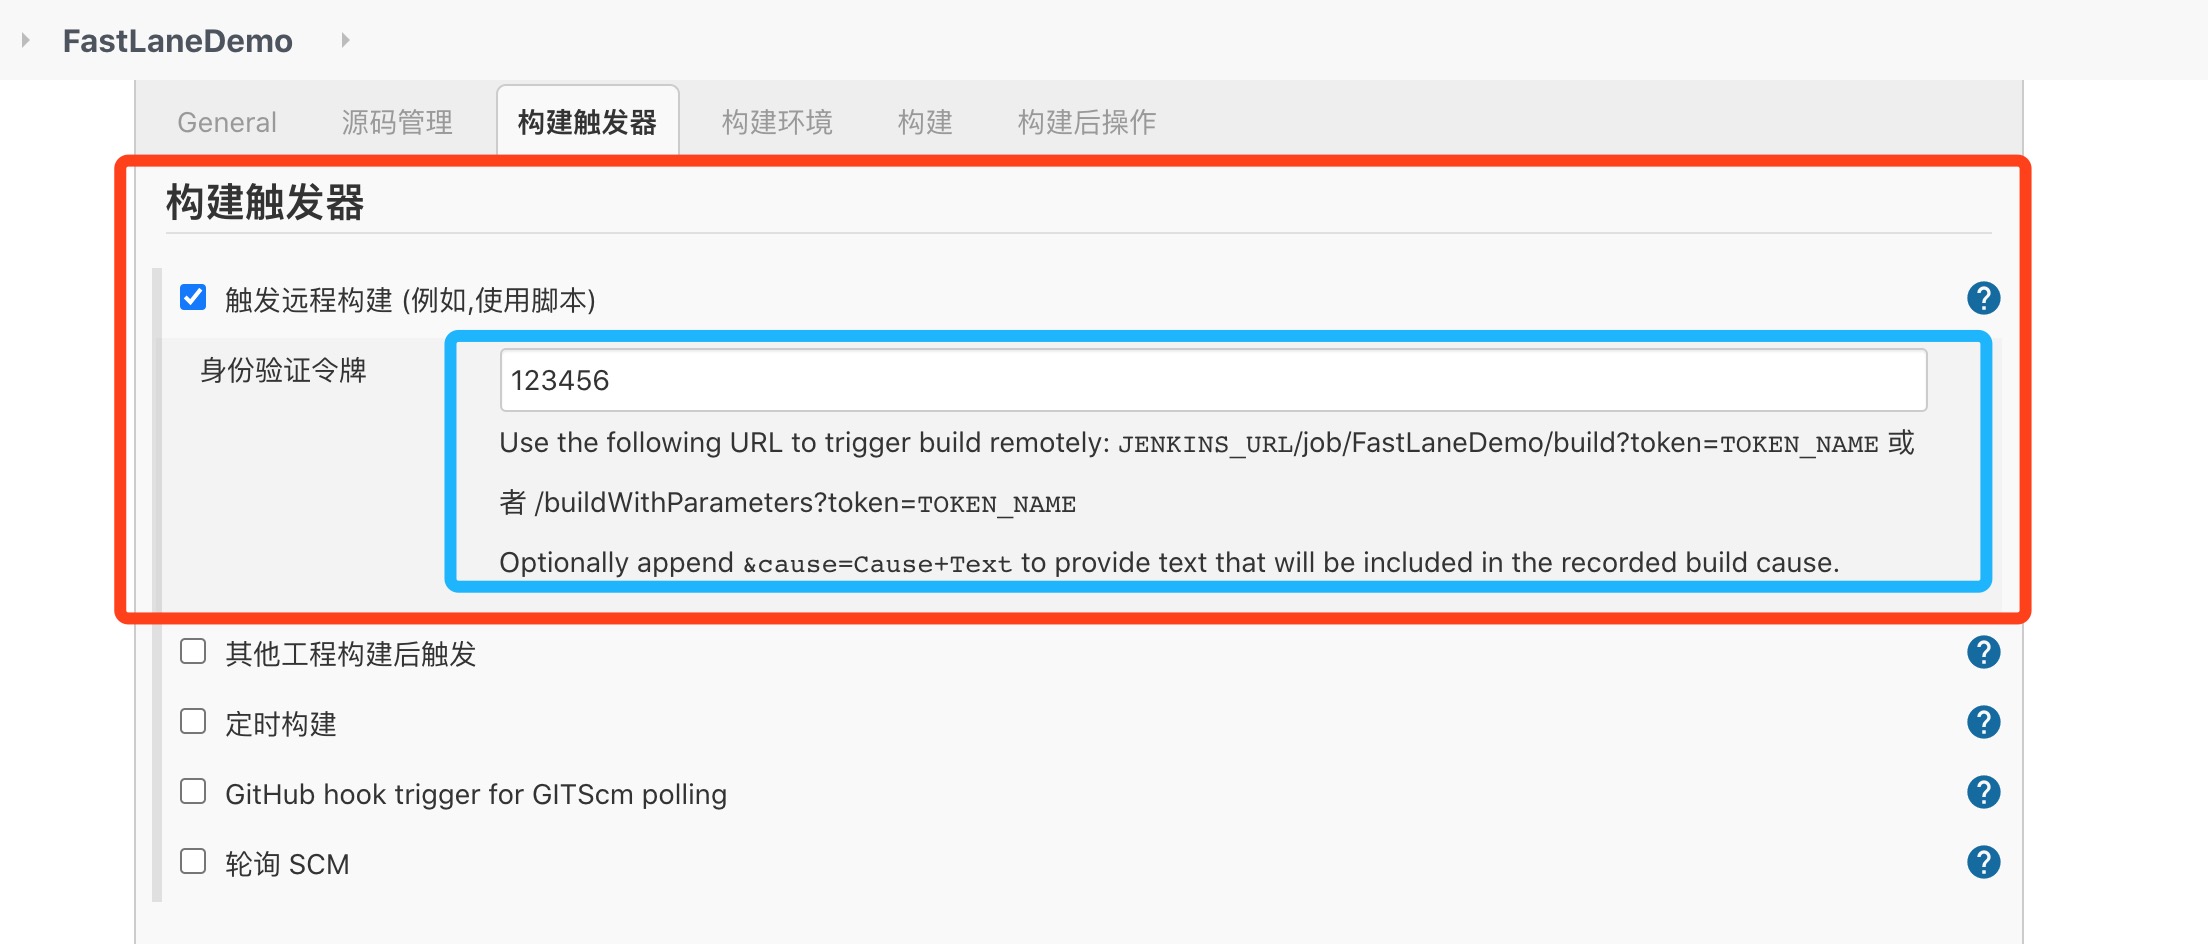 FastLaneDemo
General 源码管理 构建触发器 构建环境 构建 构建后操作
构建触发器
触发远程构建 (例如,使用脚本)
身份验证令牌
123456
Use the following URL to trigger build remotely: JENKINS_URL/job/FastLaneDemo/build?token=TOKEN_NAME 或
者 /buildWithParameters?token=TOKEN_NAME
Optionally append &cause=Cause+Text to provide text that will be included in the recorded build cause.
其他工程构建后触发
定时构建
GitHub hook trigger for GITScm polling
轮询 SCM